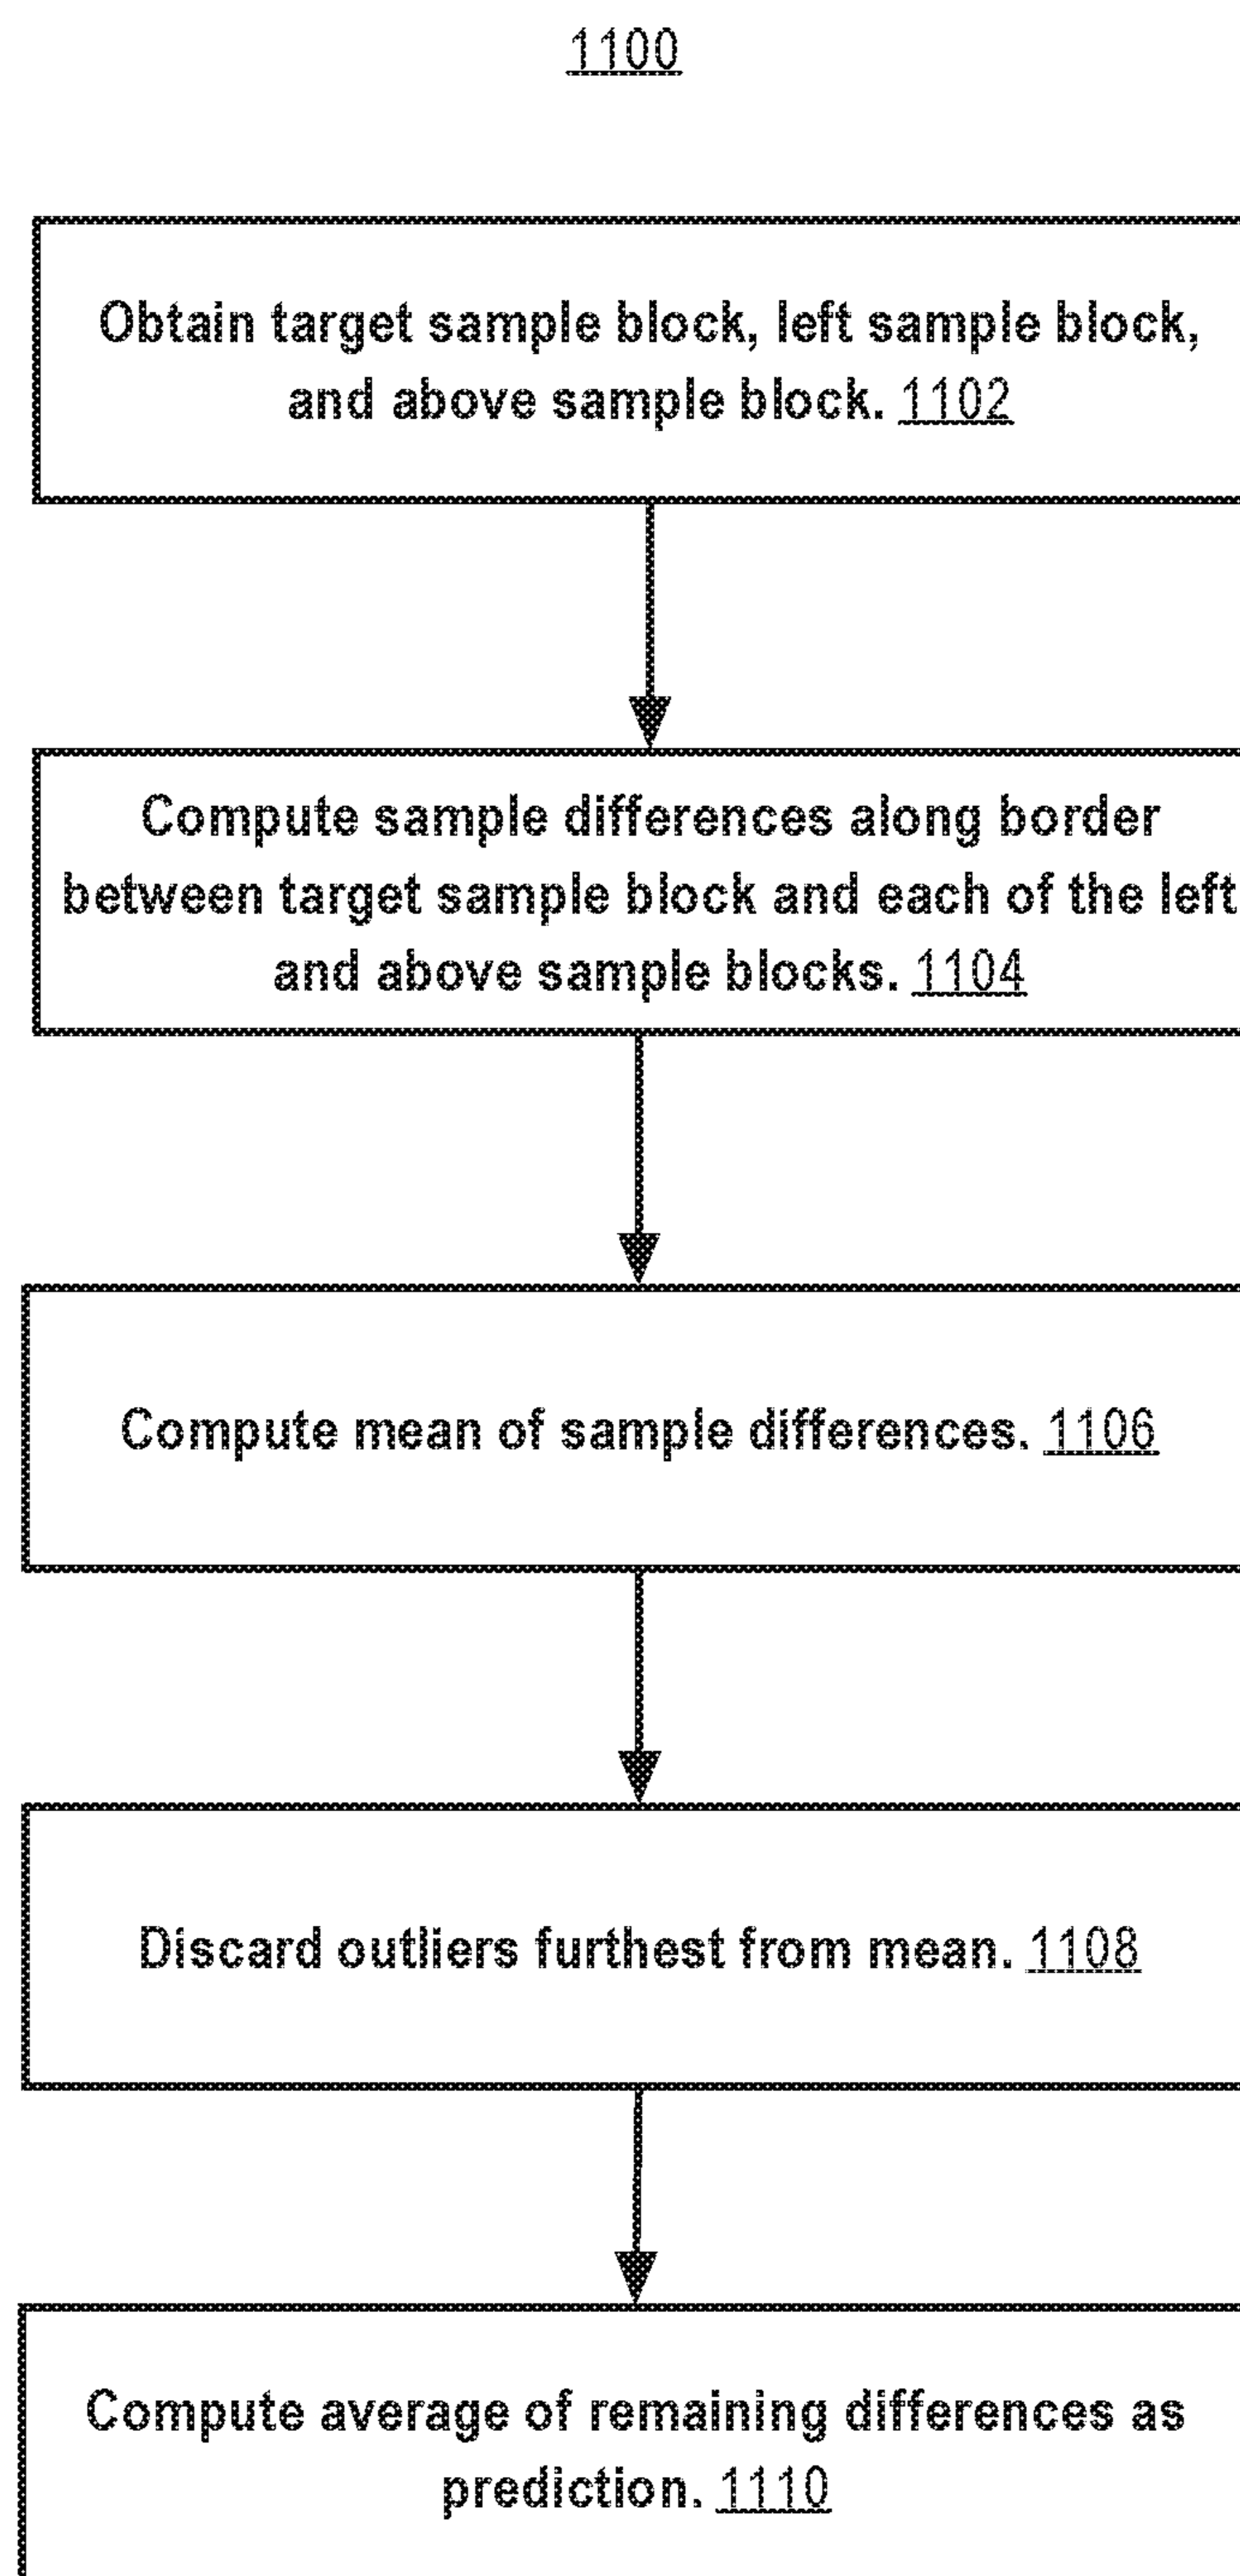 1100
Obtain target sample block, left sample block,
and above sample block. 1102
Compute sample differences along border
between target sample block and each of the left
and above sample blocks. 1104
Compute mean of sample differences. 1106
Discard outliers furthest from mean. 1108
Compute average of remaining differences as
prediction. 1110